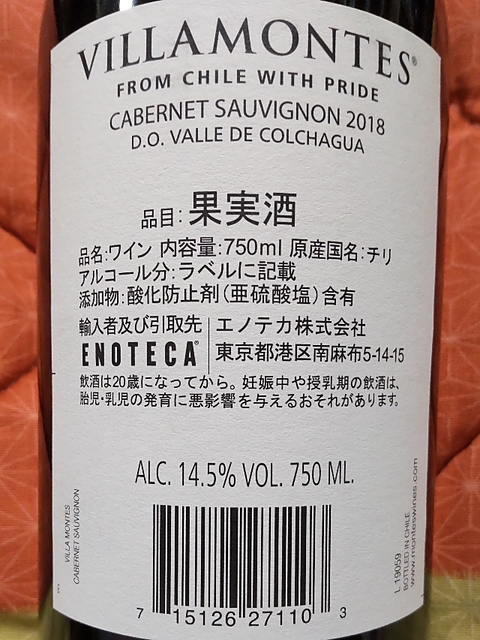 VILLAMONTES®
FROM CHILE WITH PRIDE
CABERNET SAUVIGNON 2018
D.O. VALLE DE COLCHAGUA
品目:果実酒
品名:ワイン 内容量:750ml 原産国名:チリ
アルコール分:ラベルに記載
添加物:酸化防止剤(亜硫酸塩)含有
輸入者及び引取先 エノテカ株式会社
ENOTECA® 東京都港区南麻布5-14-15
飲酒は20歳になってから。妊娠中や授乳期の飲酒は、
胎児・乳児の発育に悪影響を与えるおそれがあります。
ALC. 14.5% VOL. 750 ML.
VILLA MONTES
CABERNET SAUVIGNON
7 15126 27110 3
L 19059
BOTTLED IN CHILE
www.monteswines.com